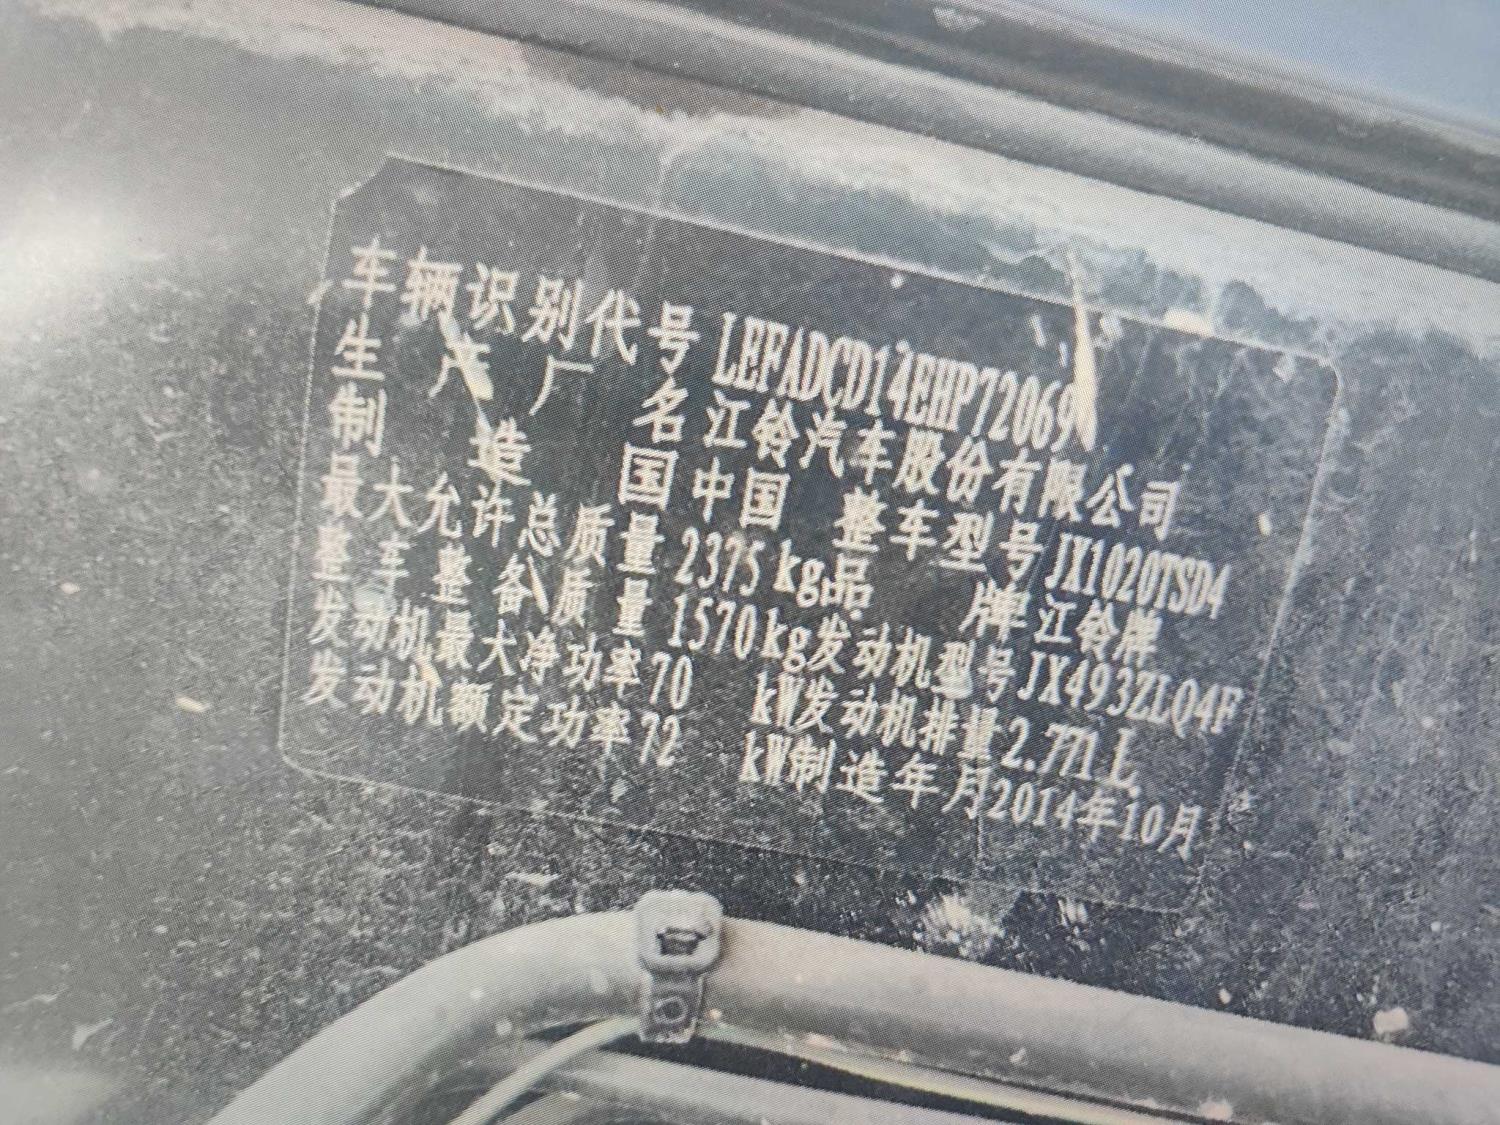 车辆识别代号 LEFADCD14EHP72069
生产厂名 江铃汽车股份有限公司
制造国 中国 整车型号 JX1020TSD4
最大允许总质量 2375 kg 品牌 江铃牌
整车整备质量 1570 kg 发动机型号 JX493ZLQ4F
发动机最大净功率 70 kW 发动机排量 2.771 L
发动机额定功率 72 kW 制造年月 2014年10月